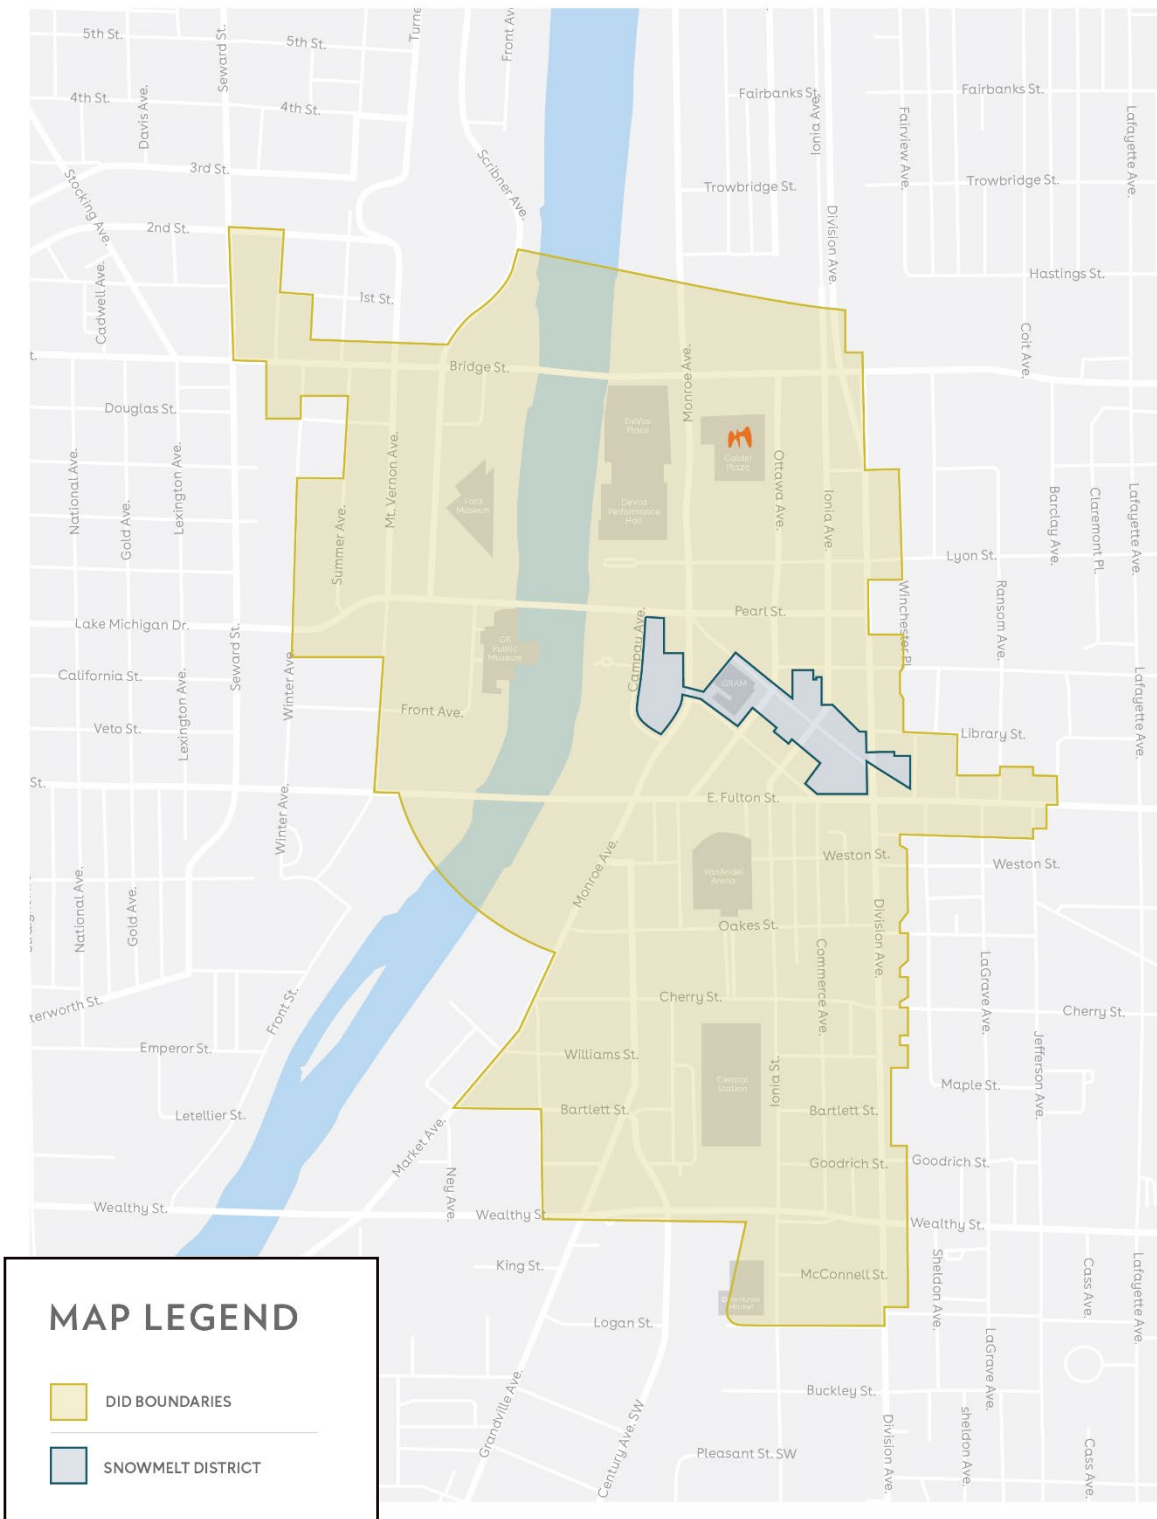 5th St.
Seward St.
5th St.
Turne
Front Av
4th St.
Davis Ave.
4th St.
Fairbanks St.
Ionia Ave.
Fairview Ave.
Fairbanks St.
Lafayette Ave.
3rd St.
Scribner Ave.
Stocking Ave.
Trowbridge St.
Trowbridge St.
2nd St.
Division Ave.
Hastings St.
Cadwell Ave.
1st St.
t.
Bridge St.
Monroe Ave.
Coit Ave.
Douglas St.
DeVos
Place
Calder
Plaza
National Ave.
Gold Ave.
Lexington Ave.
Mt. Vernon Ave.
Ford
Museum
DeVos
Performance
Hall
Ottawa Ave.
Ionia Ave.
Barclay Ave.
Claremont Pl.
Lafayette Ave.
Summer Ave.
Lyon St.
Winchester Pl.
Ransom Ave.
Lake Michigan Dr.
Pearl St.
Seward St.
GR
Public
Museum
Campau Ave.
California St.
Winter Ave.
GRAM
Lafayette Ave.
Lexington Ave.
Front Ave.
Veto St.
Library St.
St.
E. Fulton St.
Winter Ave.
Monroe Ave.
Weston St.
Weston St.
VanAndel
Arena
National Ave.
Gold Ave.
Oakes St.
Division Ave.
Commerce Ave.
LaGrave Ave.
terworth St.
Front St.
Cherry St.
Cherry St.
Emperor St.
Williams St.
Jefferson Ave.
Central
Station
Ionia St.
Maple St.
Letellier St.
Bartlett St.
Bartlett St.
Market Ave.
Goodrich St.
Goodrich St.
Ney Ave.
Wealthy St.
Wealthy St.
Wealthy St.
King St.
McConnell St.
Sheldon Ave.
Cass Ave.
Lafayette Ave.
Downtown
Market
Logan St.
LaGrave Ave.
Buckley St.
Grandville Ave.
Century Ave. SW
Division Ave.
sheldon Ave.
Pleasant St. SW
Cass Ave.
MAP LEGEND
DID BOUNDARIES
SNOWMELT DISTRICT